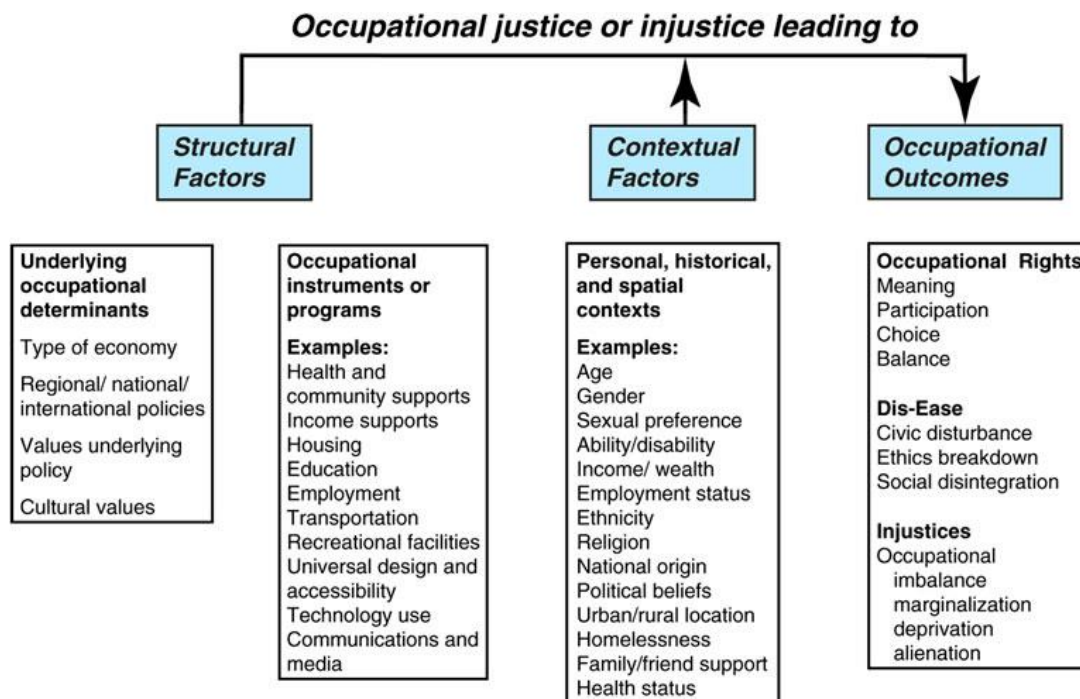 Occupational justice or injustice leading to
Structural
Factors
Contextual
Factors
Occupational
Outcomes
Underlying
occupational
determinants
Type of economy
Regional/ national/
international policies
Values underlying
policy
Cultural values
Occupational
instruments or
programs
Examples:
Health and
community supports
Income supports
Housing
Education
Employment
Transportation
Recreational facilities
Universal design and
accessibility
Technology use
Communications and
media
Personal, historical,
and spatial
contexts
Examples:
Age
Gender
Sexual preference
Ability/disability
Income/ wealth
Employment status
Ethnicity
Religion
National origin
Political beliefs
Urban/rural location
Homelessness
Family/friend support
Health status
Occupational Rights
Meaning
Participation
Choice
Balance
Dis-Ease
Civic disturbance
Ethics breakdown
Social disintegration
Injustices
Occupational
imbalance
marginalization
deprivation
alienation